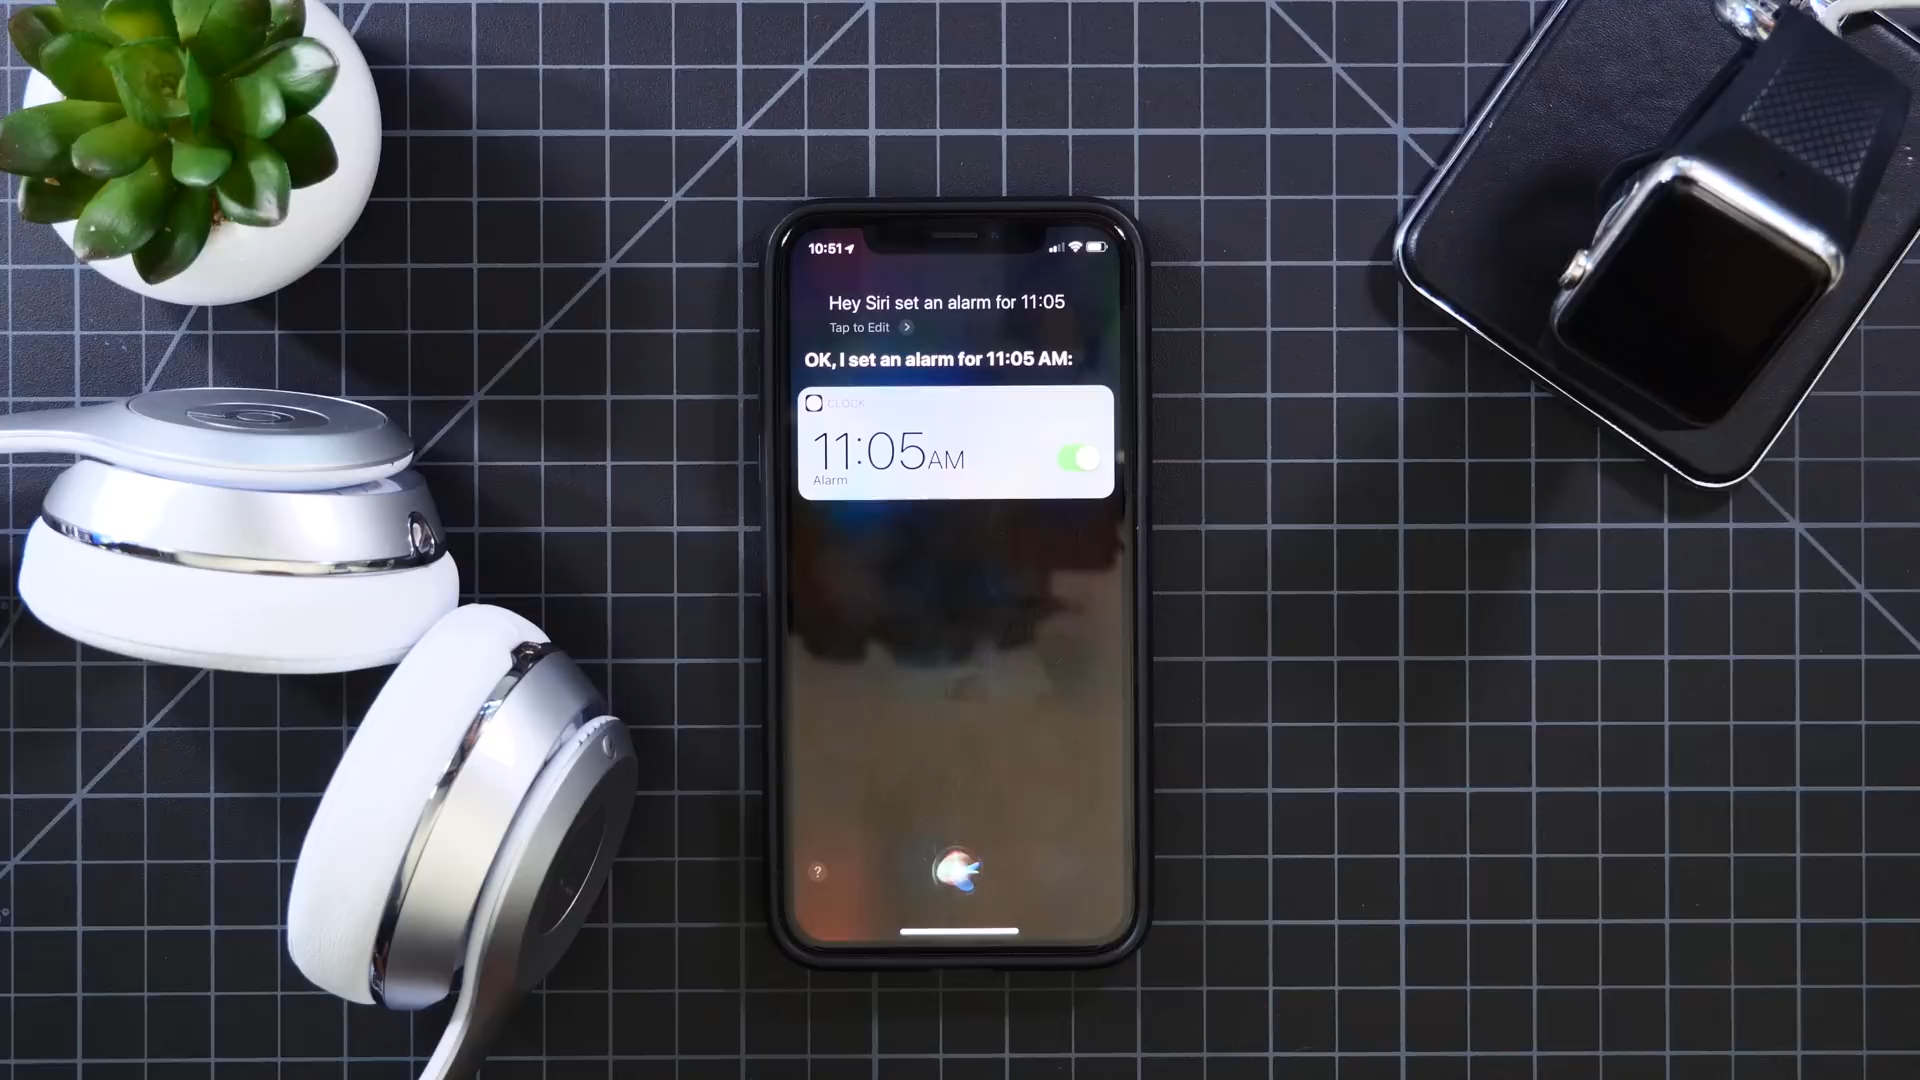 10:51
Hey Siri set an alarm for 11:05
Tap to Edit
OK, I set an alarm for 11:05 AM:
CLOCK
11:05AM
Alarm
?